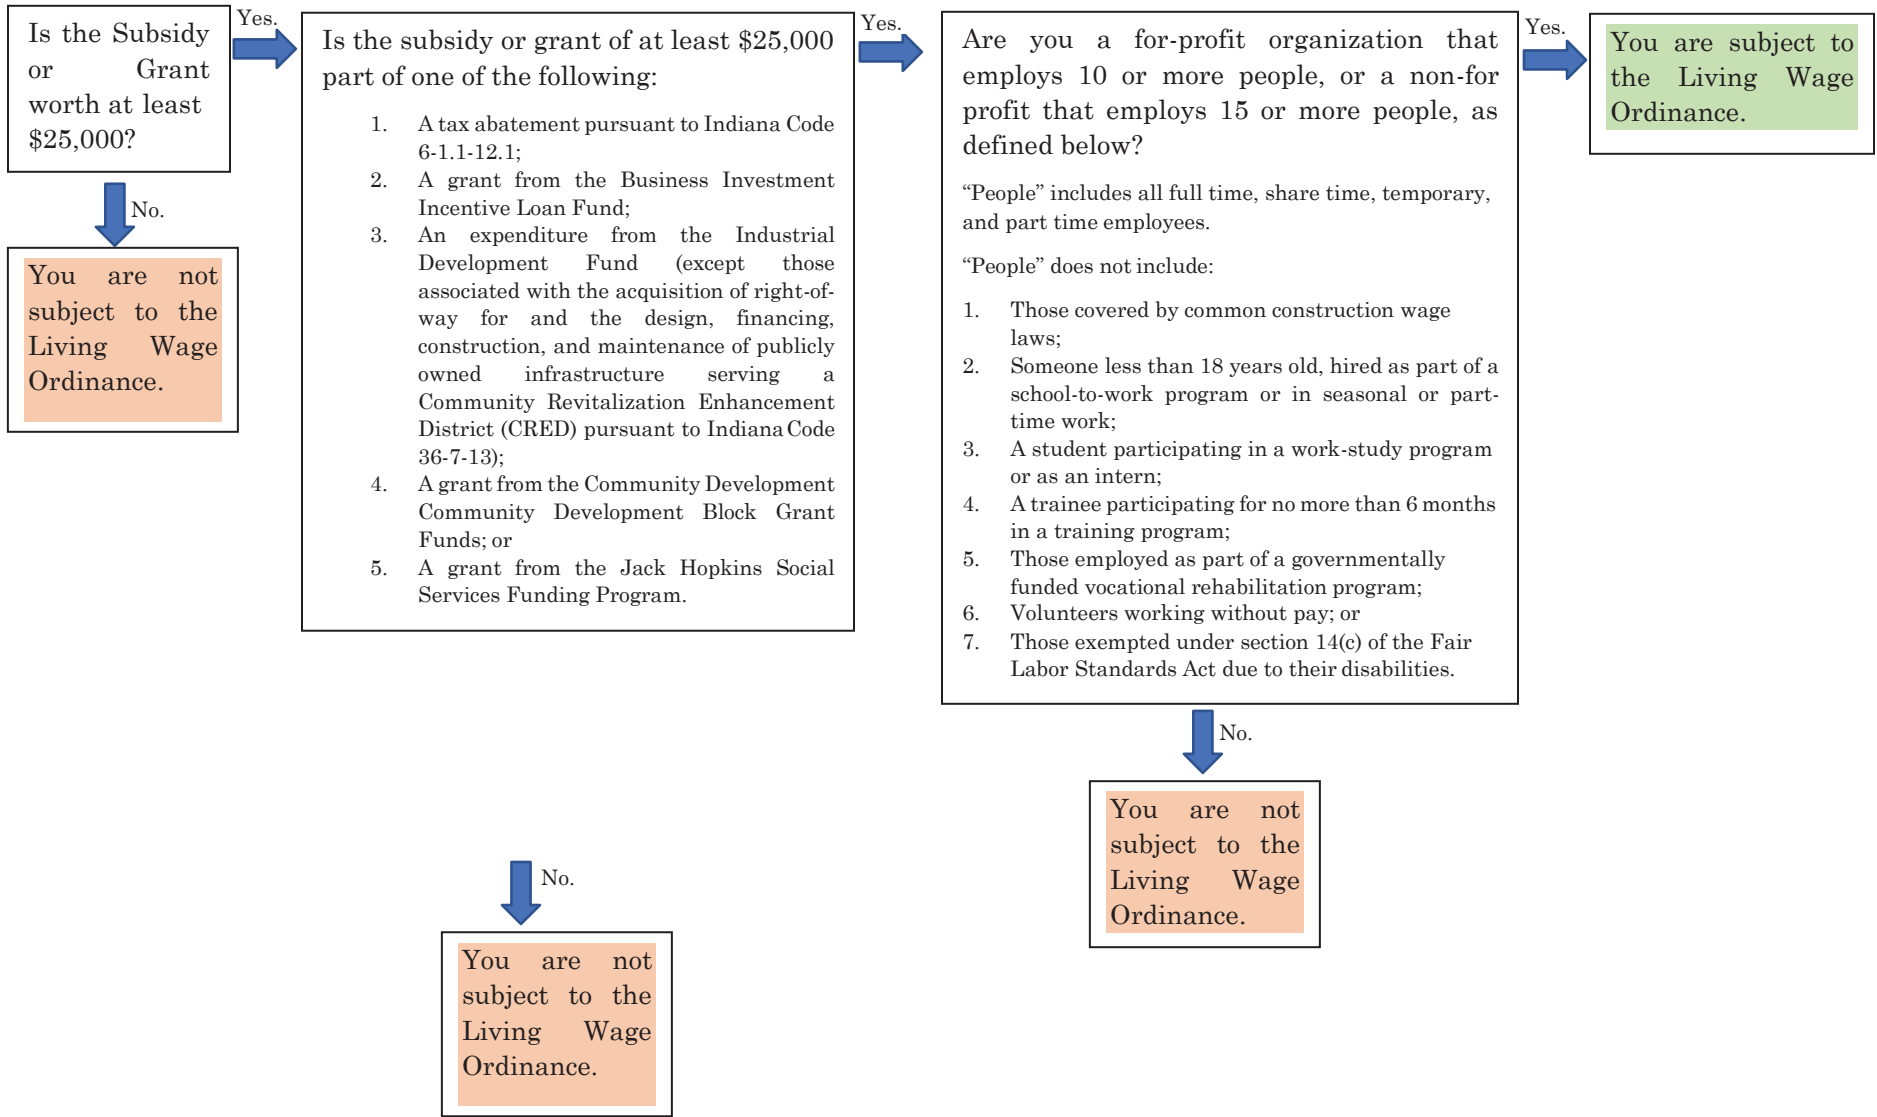 Is the Subsidy
or Grant
worth at least
$25,000?
Yes.
No.
You are not
subject to the
Living Wage
Ordinance.
Is the subsidy or grant of at least $25,000
part of one of the following:
1. A tax abatement pursuant to Indiana Code
6-1.1-12.1;
2. A grant from the Business Investment
Incentive Loan Fund;
3. An expenditure from the Industrial
Development Fund (except those
associated with the acquisition of right-of-
way for and the design, financing,
construction, and maintenance of publicly
owned infrastructure serving a
Community Revitalization Enhancement
District (CRED) pursuant to Indiana Code
36-7-13);
4. A grant from the Community Development
Community Development Block Grant
Funds; or
5. A grant from the Jack Hopkins Social
Services Funding Program.
Yes.
No.
You are not
subject to the
Living Wage
Ordinance.
Are you a for-profit organization that
employs 10 or more people, or a non-for
profit that employs 15 or more people, as
defined below?
“People” includes all full time, share time, temporary,
and part time employees.
“People” does not include:
1. Those covered by common construction wage
laws;
2. Someone less than 18 years old, hired as part of a
school-to-work program or in seasonal or part-
time work;
3. A student participating in a work-study program
or as an intern;
4. A trainee participating for no more than 6 months
in a training program;
5. Those employed as part of a governmentally
funded vocational rehabilitation program;
6. Volunteers working without pay; or
7. Those exempted under section 14(c) of the Fair
Labor Standards Act due to their disabilities.
Yes.
No.
You are not
subject to the
Living Wage
Ordinance.
You are subject to
the Living Wage
Ordinance.